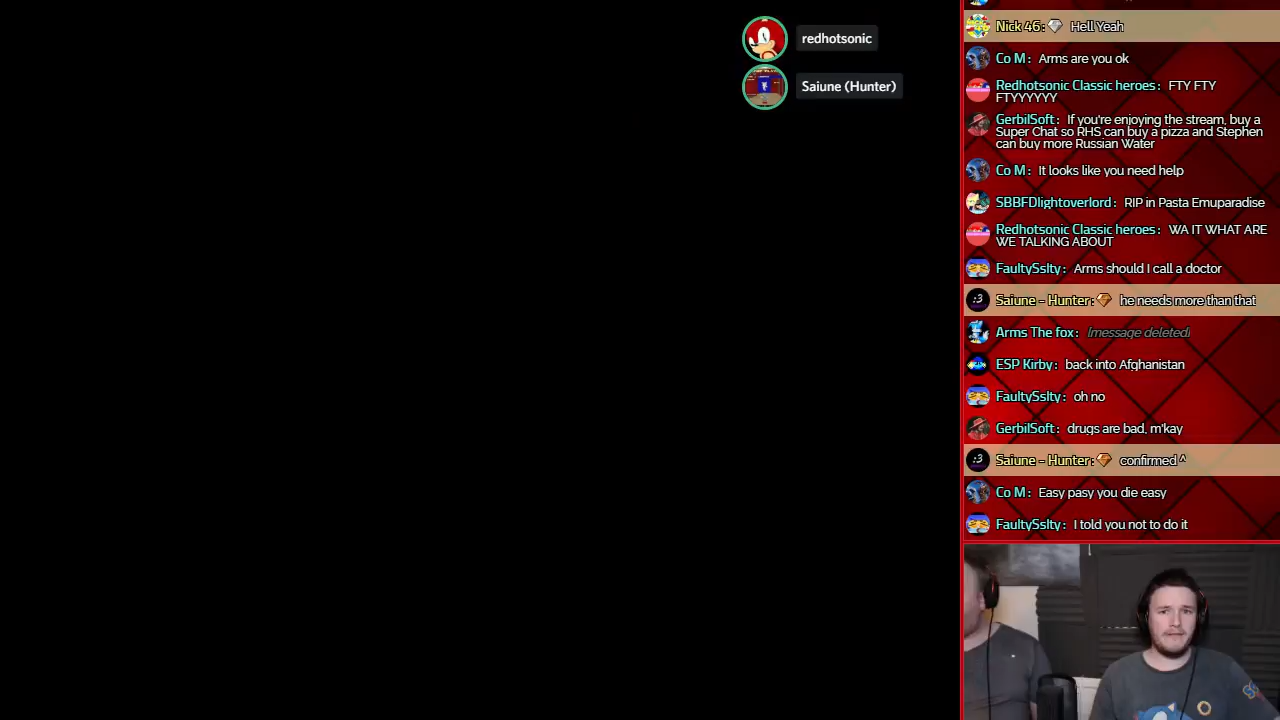 redhotsonic
Saiune (Hunter)
Nick 46: Hell Yeah
Co M: Arms are you ok
Redhotsonic Classic heroes: FTY FTY
FTYYYYYY
GerbilSoft: If you're enjoying the stream, buy a
Super Chat so RHS can buy a pizza and Stephen
can buy more Russian Water
Co M: It looks like you need help
SBBFDlightoverlord: RIP in Pasta Emuparadise
Redhotsonic Classic heroes: WA IT WHAT ARE
WE TALKING ABOUT
FaultySslty: Arms should I call a doctor
Saiune - Hunter: he needs more than that
Arms The fox: [message deleted]
ESP Kirby: back into Afghanistan
FaultySslty: oh no
GerbilSoft: drugs are bad, m'kay
Saiune - Hunter: confirmed ^
Co M: Easy pasy you die easy
FaultySslty: I told you not to do it